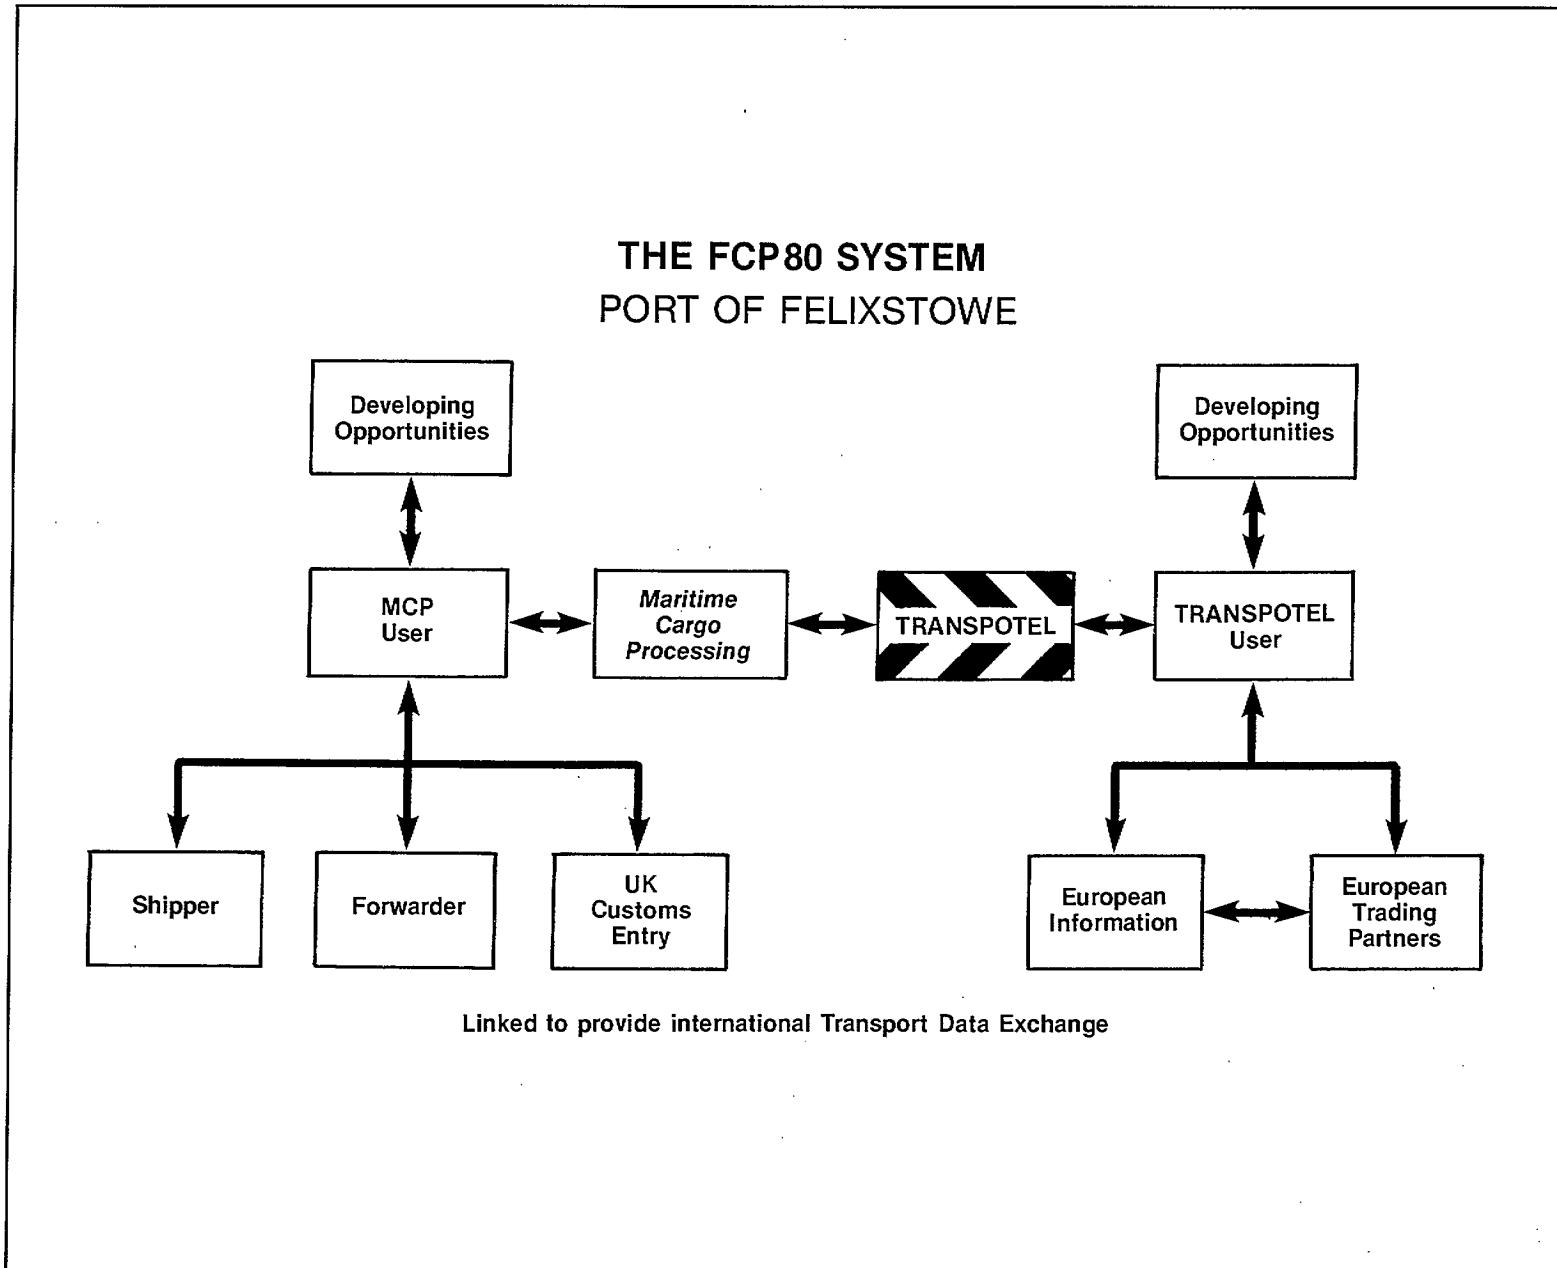 THE FCP80 SYSTEM
PORT OF FELIXSTOWE
Developing
Opportunities
Developing
Opportunities
MCP
User
Maritime
Cargo
Processing
TRANSPOTEL
TRANSPOTEL
User
Shipper
Forwarder
UK
Customs
Entry
European
Information
European
Trading
Partners
Linked to provide international Transport Data Exchange